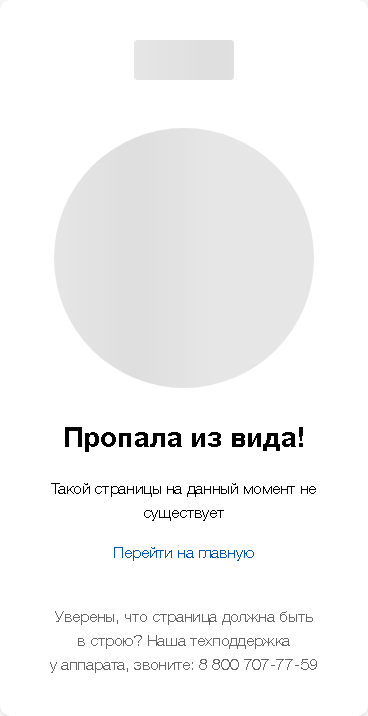 Пропала из вида!
Такой страницы на данный момент не
существует
Перейти на главную
Уверены, что страница должна быть
в строю? Наша техподдержка
у аппарата, звоните: 8 800 707-77-59